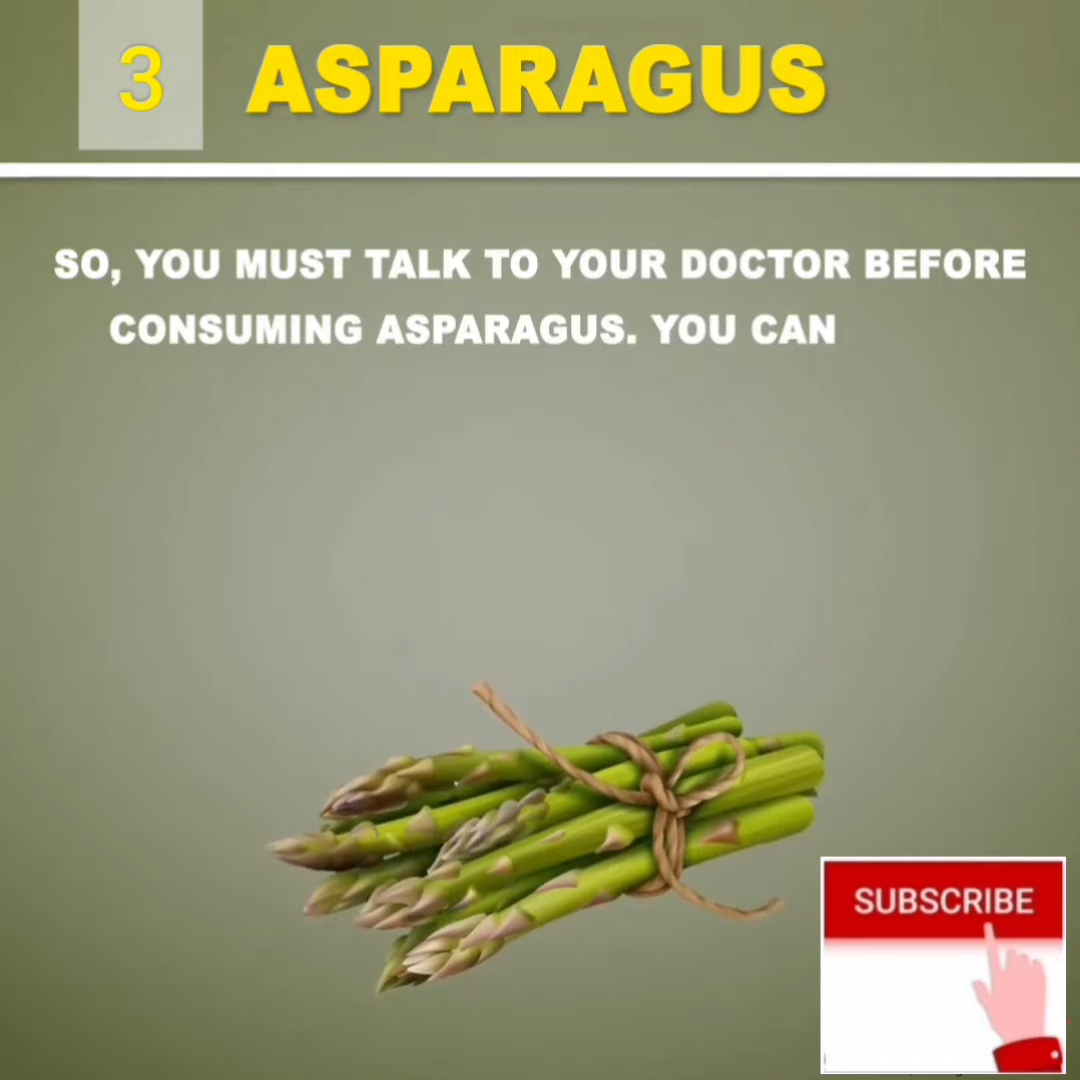 3 ASPARAGUS
SO, YOU MUST TALK TO YOUR DOCTOR BEFORE
CONSUMING ASPARAGUS. YOU CAN
SUBSCRIBE